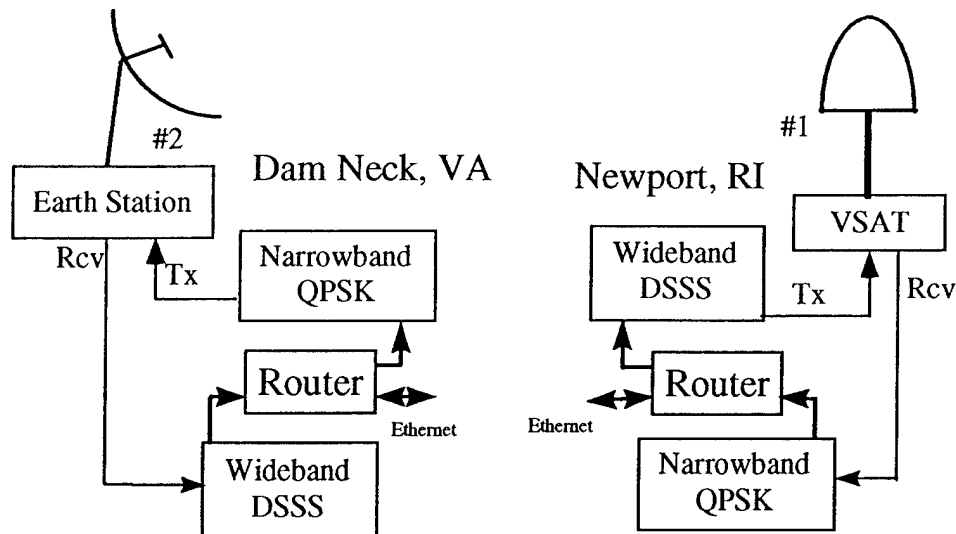 #2
#1
Dam Neck, VA
Newport, RI
Earth Station
VSAT
Rcv
Tx
Narrowband
QPSK
Wideband
DSSS
Tx
Rcv
Router
Router
Ethernet
Ethernet
Wideband
DSSS
Narrowband
QPSK